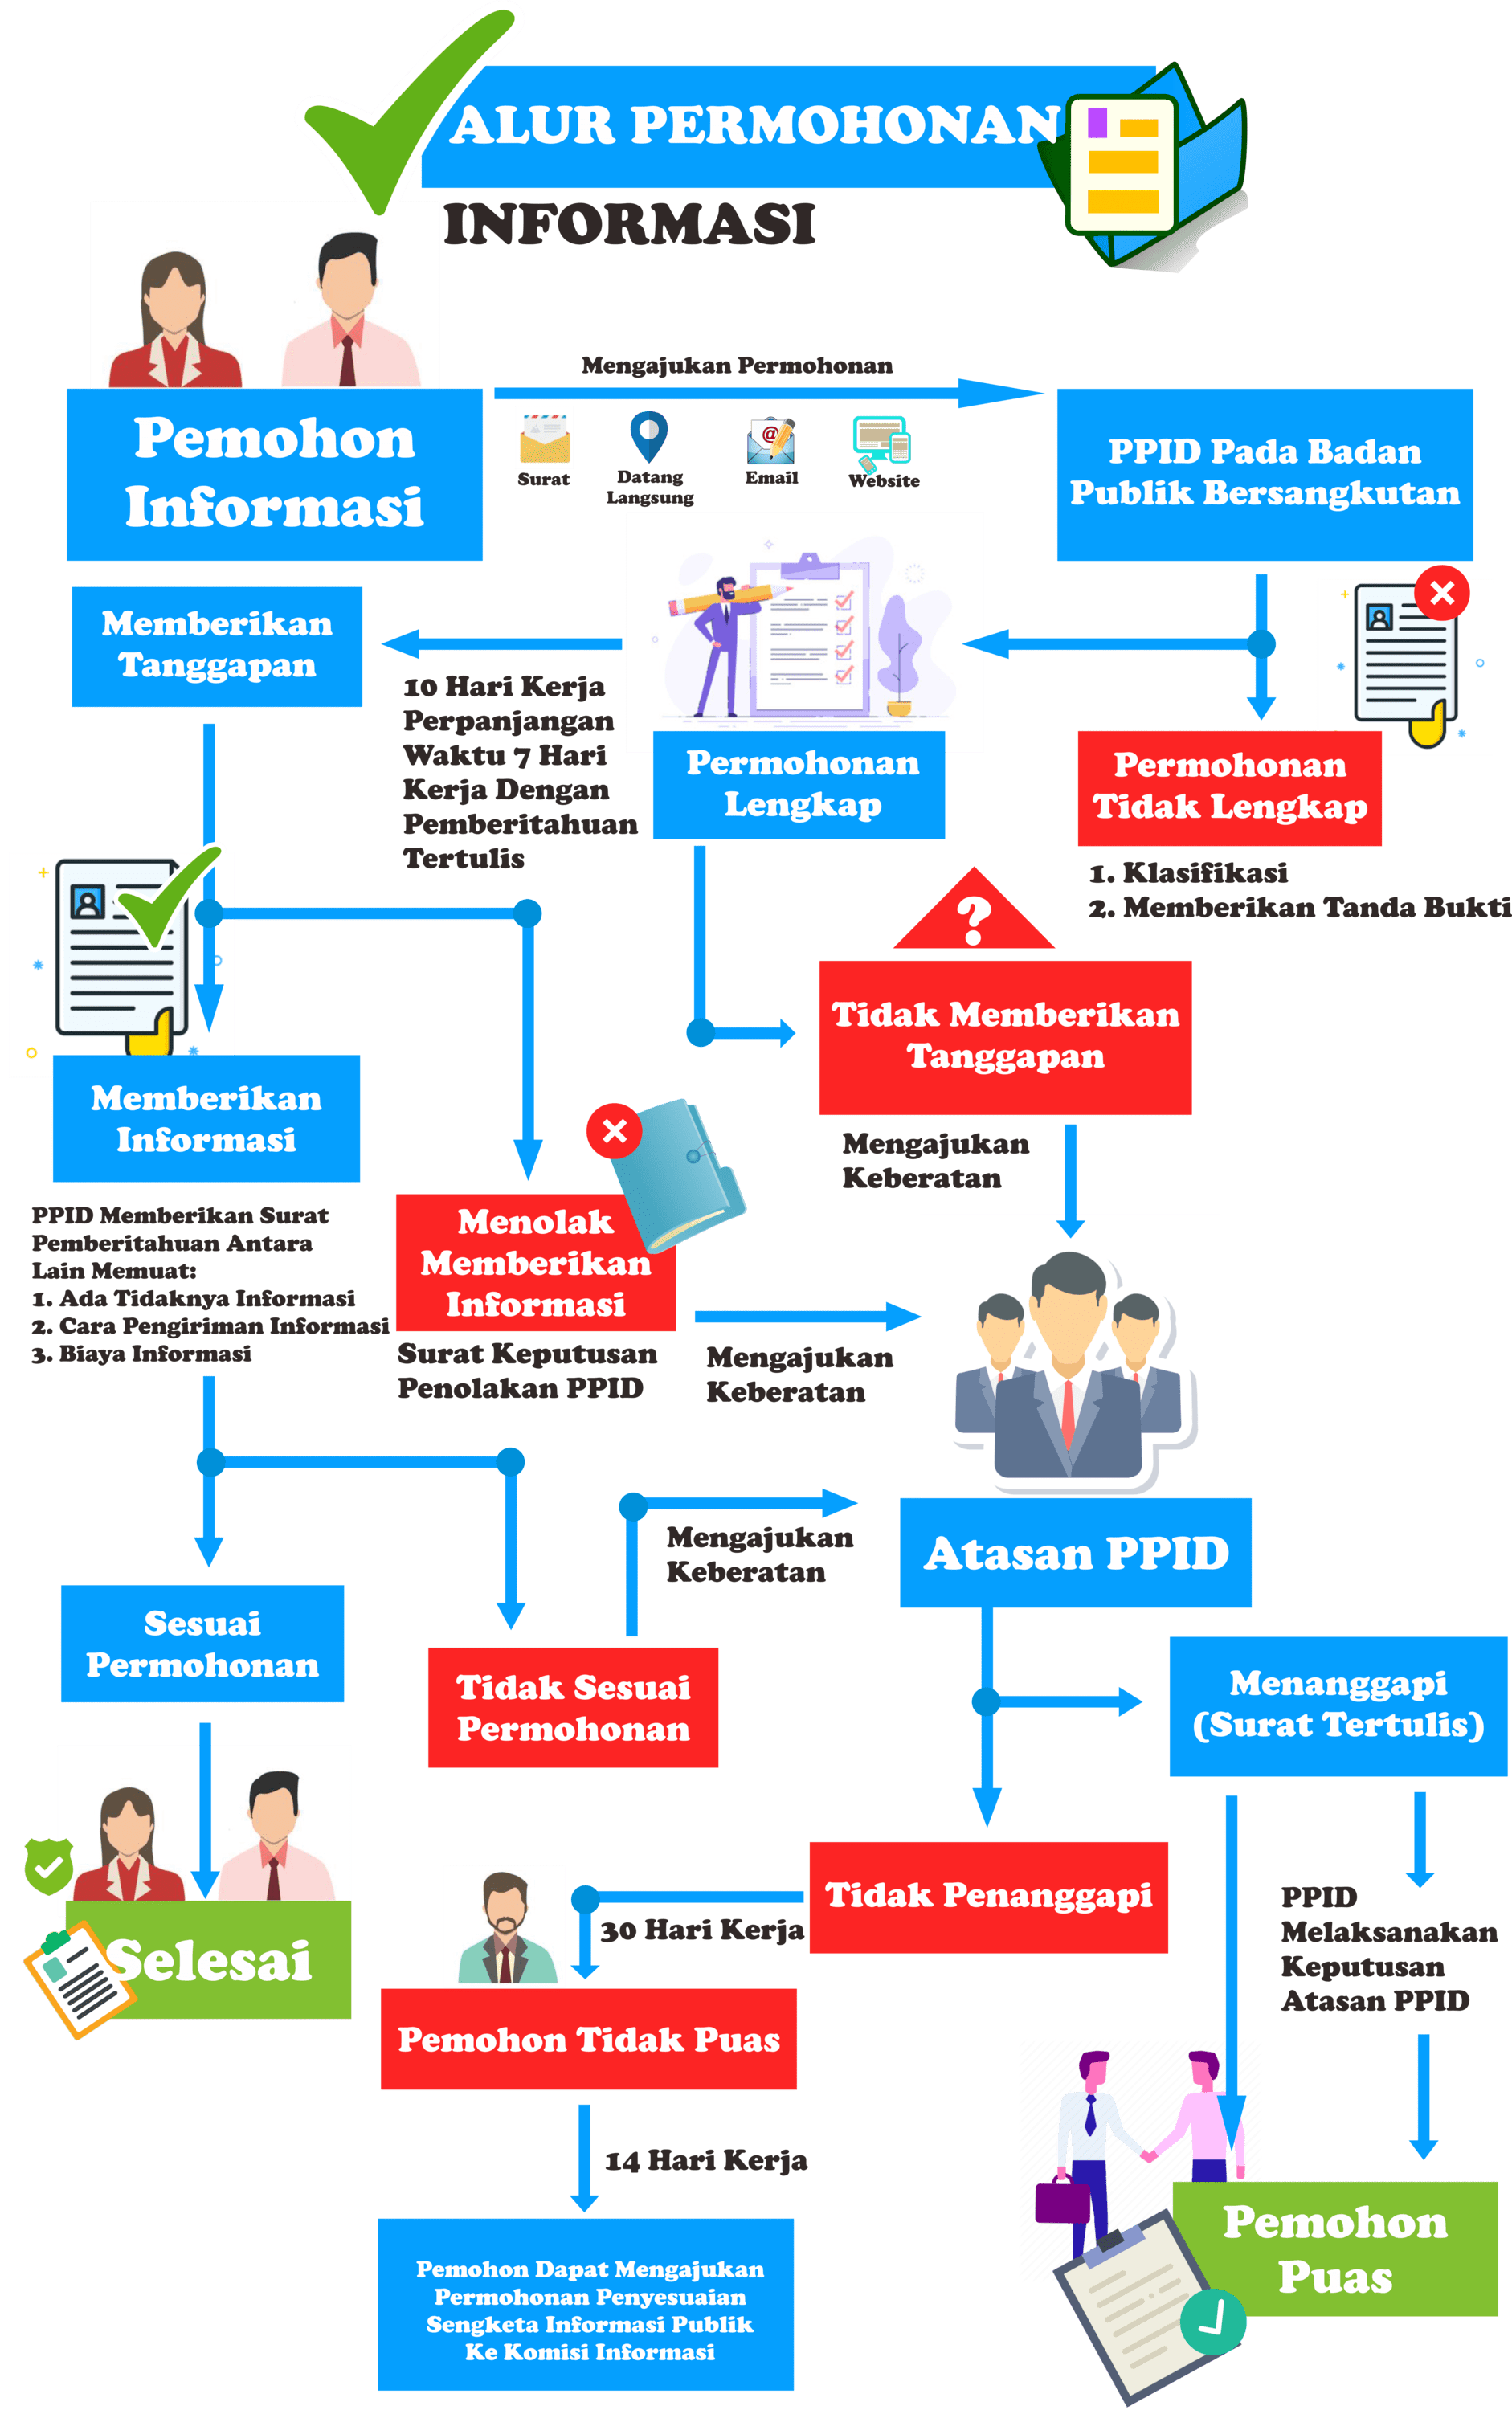 ALUR PERMOHONAN
INFORMASI
Mengajukan Permohonan
Surat
Datang
Langsung
Email
Website
Pemohon
Informasi
PPID Pada Badan
Publik Bersangkutan
Memberikan
Tanggapan
10 Hari Kerja
Perpanjangan
Waktu 7 Hari
Kerja Dengan
Pemberitahuan
Tertulis
Permohonan
Lengkap
Permohonan
Tidak Lengkap
1. Klasifikasi
2. Memberikan Tanda Bukti
?
Tidak Memberikan
Tanggapan
Mengajukan
Keberatan
Memberikan
Informasi
PPID Memberikan Surat
Pemberitahuan Antara
Lain Memuat:
1. Ada Tidaknya Informasi
2. Cara Pengiriman Informasi
3. Biaya Informasi
Menolak
Memberikan
Informasi
Surat Keputusan
Penolakan PPID
Mengajukan
Keberatan
Mengajukan
Keberatan
Atasan PPID
Sesuai
Permohonan
Tidak Sesuai
Permohonan
Menanggapi
(Surat Tertulis)
Tidak Penanggapi
30 Hari Kerja
PPID
Melaksanakan
Keputusan
Atasan PPID
Selesai
Pemohon Tidak Puas
14 Hari Kerja
Pemohon
Puas
Pemohon Dapat Mengajukan
Permohonan Penyesuaian
Sengketa Informasi Publik
Ke Komisi Informasi